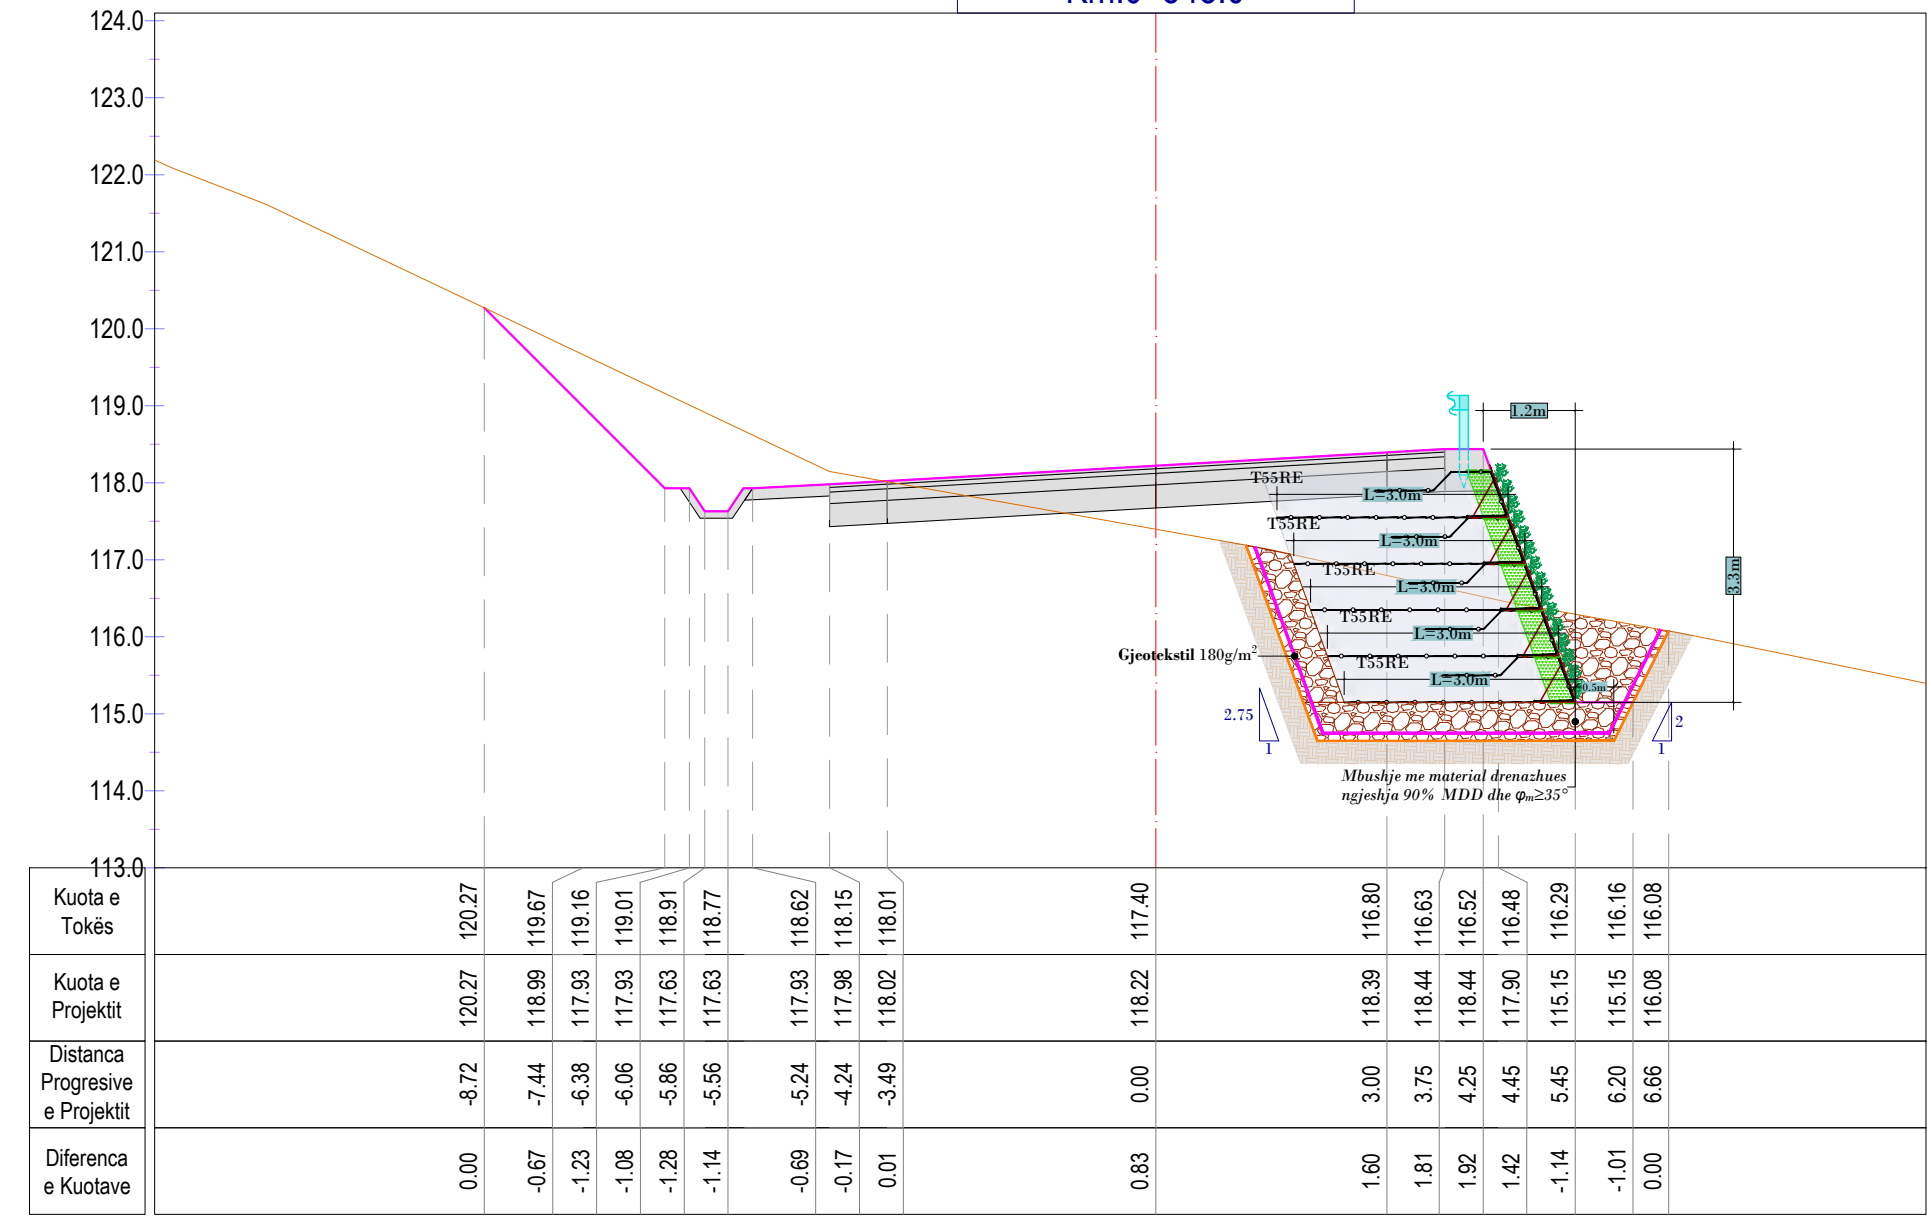 124.0
123.0
122.0
121.0
120.0
119.0
118.0
117.0
116.0
115.0
114.0
113.0
1.2m
3.3m
T55RE
L=3.0m
T55RE
L=3.0m
T55RE
L=3.0m
T55RE
L=3.0m
T55RE
L=3.0m
0.5m
Gjeotekstil 180g/m²
2.75
1
2
1
Mbushje me material drenazhues
ngjeshja 90% MDD dhe φm≥35°
Kuota e
Tokës
120.27 119.67 119.16 119.01 118.91 118.77 118.62 118.15 118.01 117.40 116.80 116.63 116.52 116.48 116.29 116.16 116.08
Kuota e
Projektit
120.27 118.99 117.93 117.93 117.63 117.63 117.93 117.98 118.02 118.22 118.39 118.44 118.44 117.90 115.15 115.15 116.08
Distanca
Progresive
e Projektit
-8.72 -7.44 -6.38 -6.06 -5.86 -5.56 -5.24 -4.24 -3.49 0.00 3.00 3.75 4.25 4.45 5.45 6.20 6.66
Diferenca
e Kuotave
0.00 -0.67 -1.23 -1.08 -1.28 -1.14 -0.69 -0.17 0.01 0.83 1.60 1.81 1.92 1.42 -1.14 -1.01 0.00